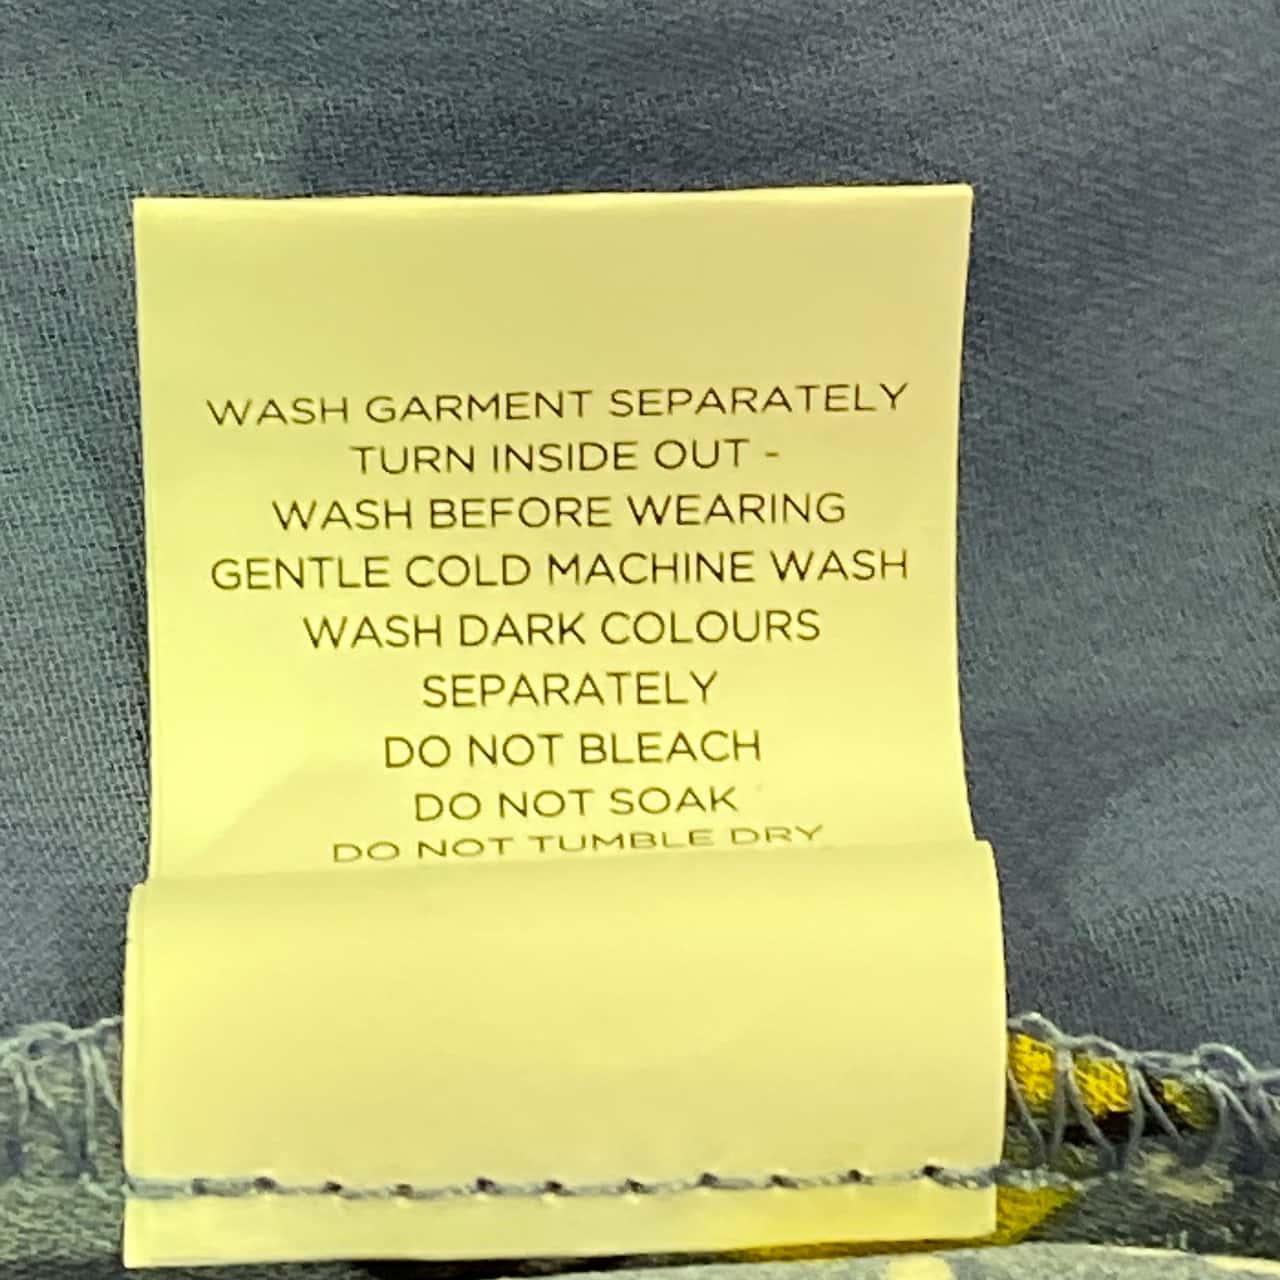 WASH GARMENT SEPARATELY
TURN INSIDE OUT -
WASH BEFORE WEARING
GENTLE COLD MACHINE WASH
WASH DARK COLOURS
SEPARATELY
DO NOT BLEACH
DO NOT SOAK
DO NOT TUMBLE DRY